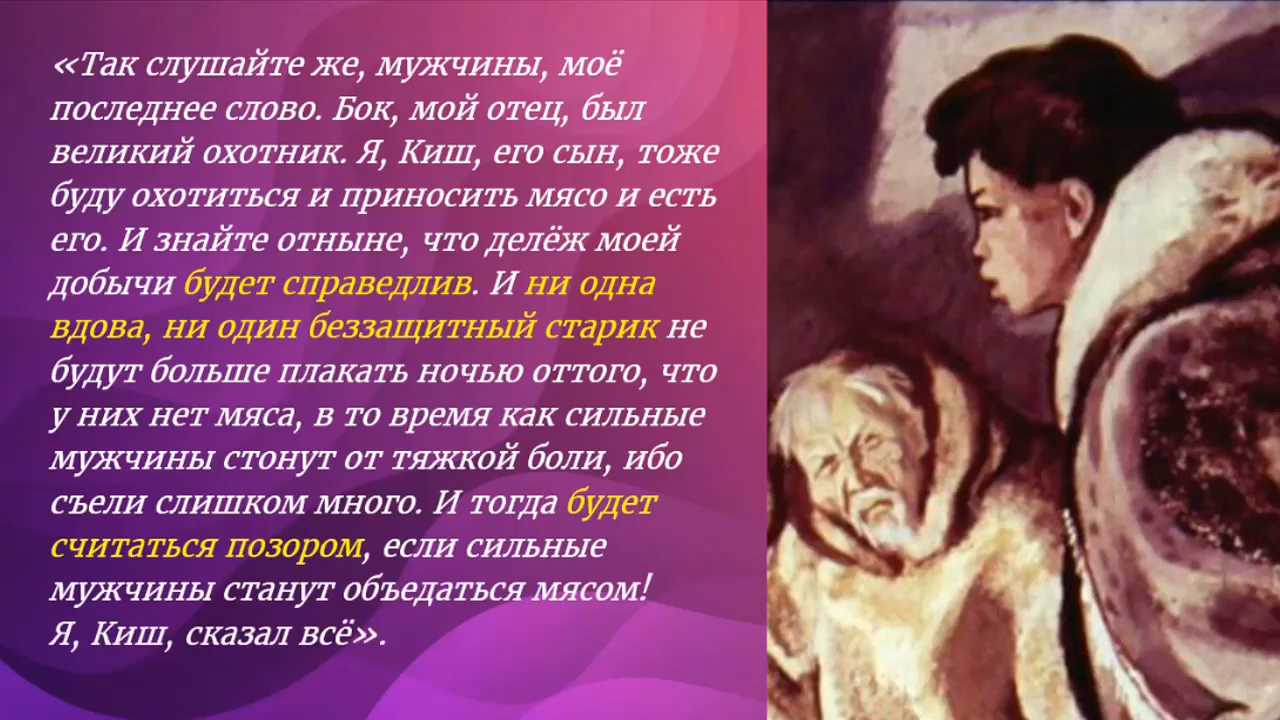 «Так слушайте же, мужчины, моё
последнее слово. Бок, мой отец, был
великий охотник. Я, Киш, его сын, тоже
буду охотиться и приносить мясо и есть
его. И знайте отныне, что делёж моей
добычи будет справедлив. И ни одна
вдова, ни один беззащитный старик не
будут больше плакать ночью оттого, что
у них нет мяса, в то время как сильные
мужчины стонут от тяжкой боли, ибо
съели слишком много. И тогда будет
считаться позором, если сильные
мужчины станут объедаться мясом!
Я, Киш, сказал всё».